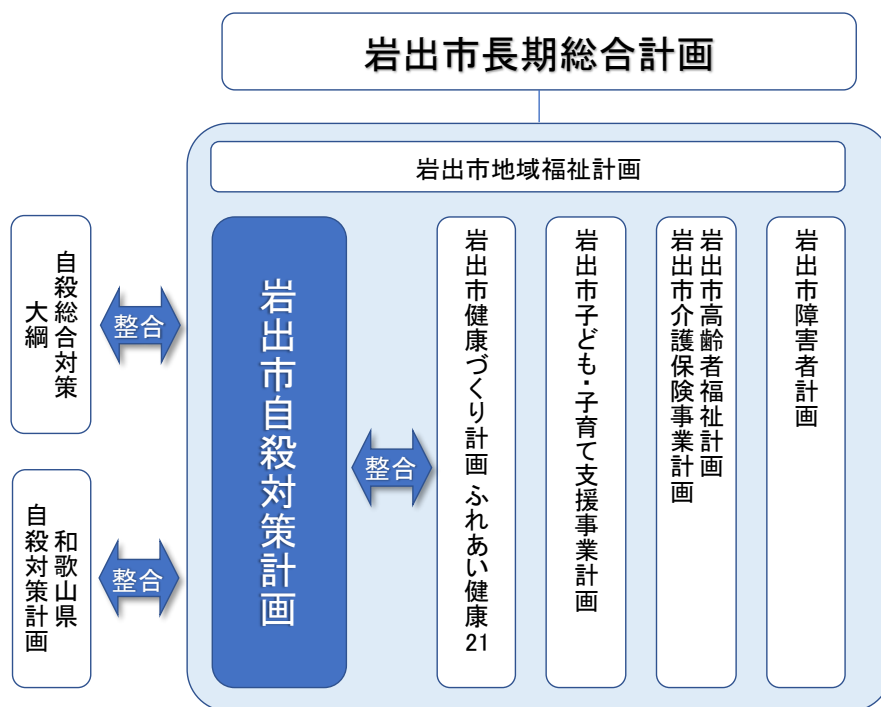 岩出市長期総合計画
岩出市地域福祉計画
自殺総合対策
大綱
整合
和歌山県
自殺対策計画
整合
岩出市自殺対策計画
整合
岩出市健康づくり計画 ふれあい健康21
岩出市子ども・子育て支援事業計画
岩出市高齢者福祉計画
岩出市介護保険事業計画
岩出市障害者計画